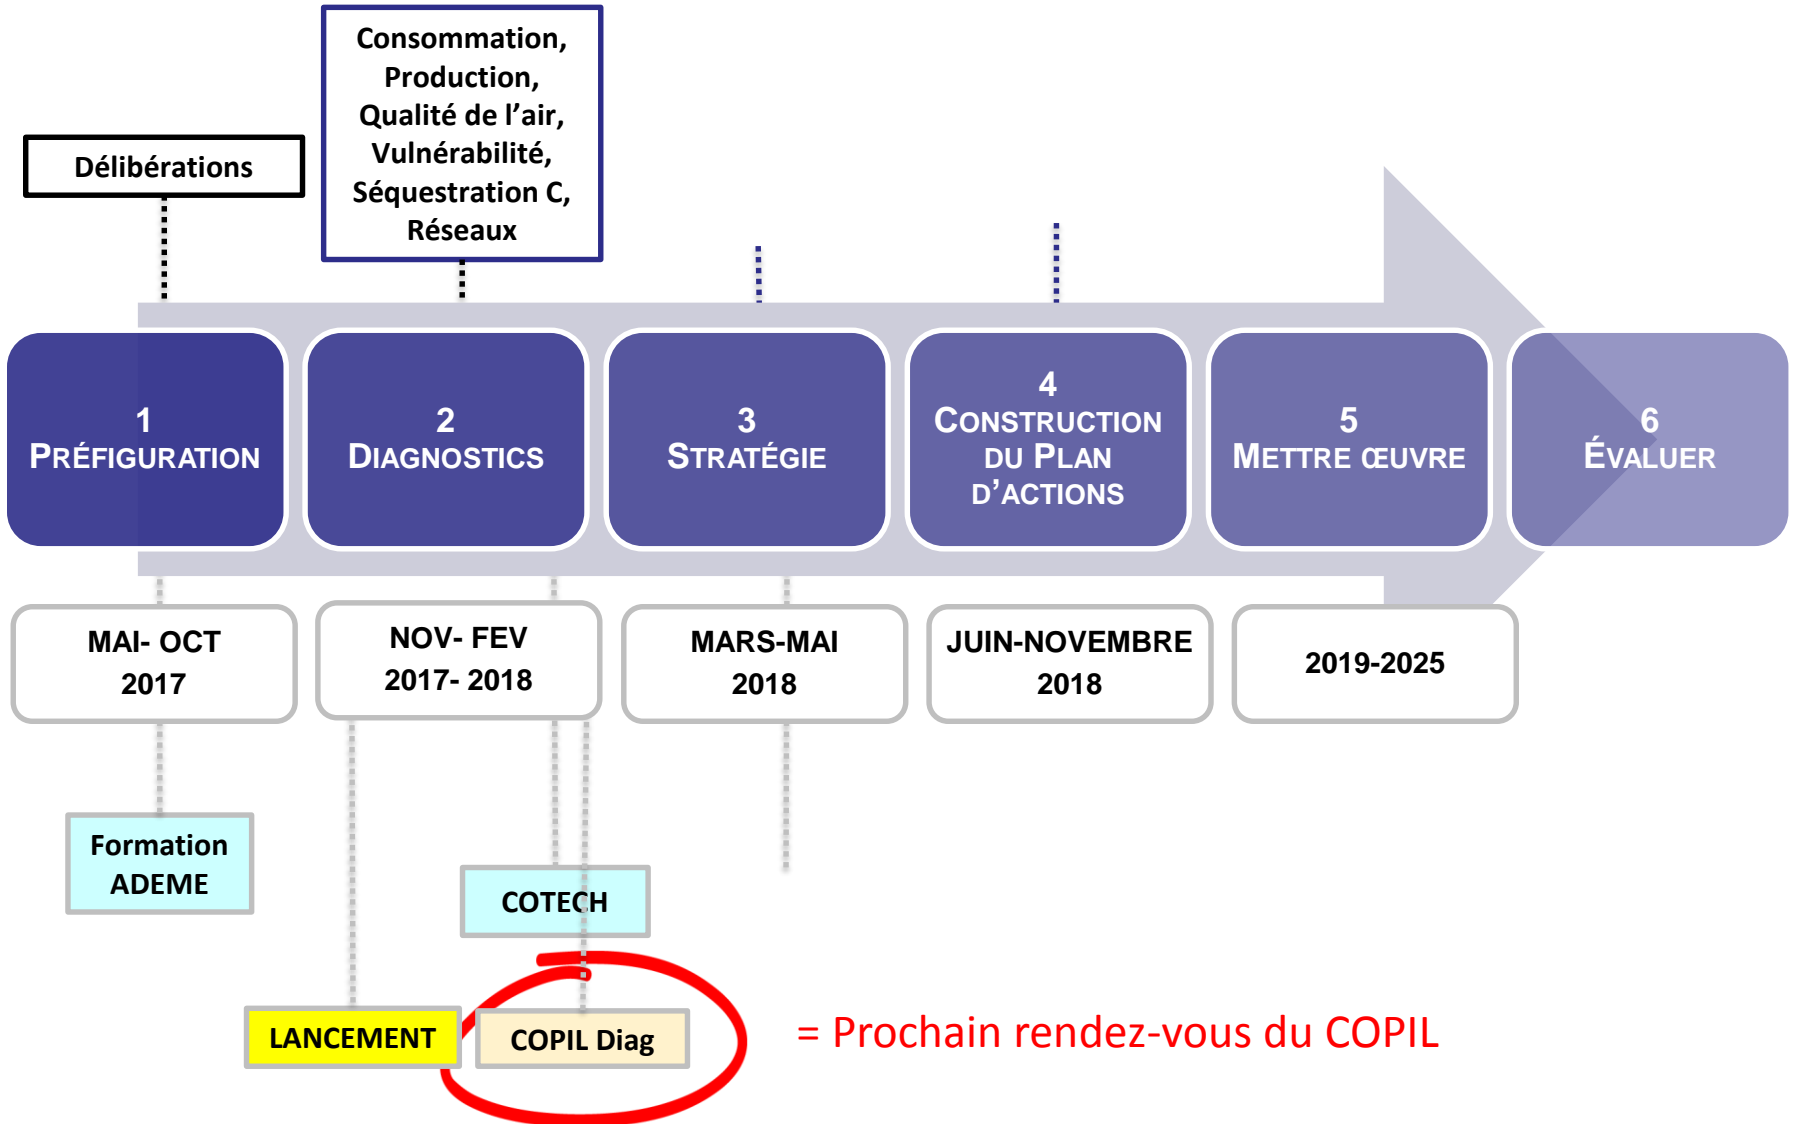 Consommation,
Production,
Qualité de l’air,
Vulnérabilité,
Séquestration C,
Réseaux
Délibérations
1
PRÉFIGURATION
2
DIAGNOSTICS
3
STRATÉGIE
4
CONSTRUCTION
DU PLAN
D’ACTIONS
5
METTRE ŒUVRE
6
ÉVALUER
MAI- OCT
2017
NOV- FEV
2017- 2018
MARS-MAI
2018
JUIN-NOVEMBRE
2018
2019-2025
Formation
ADEME
COTECH
LANCEMENT
COPIL Diag
= Prochain rendez-vous du COPIL